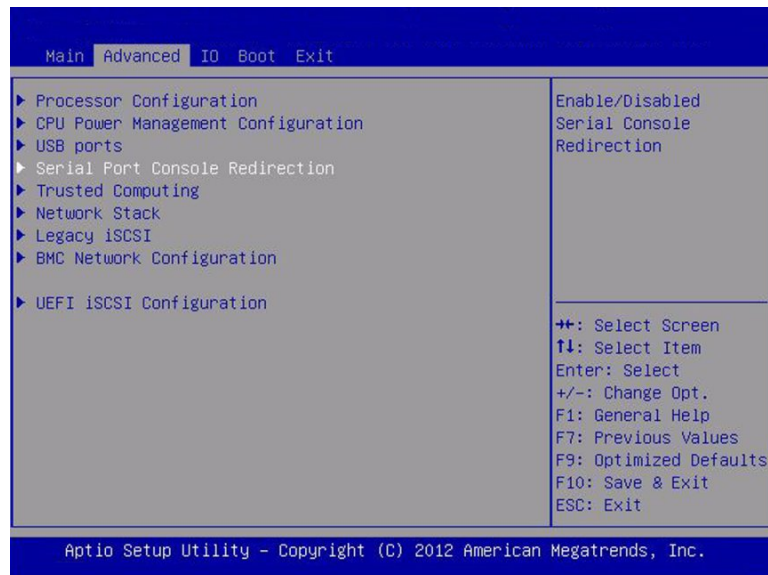 Main Advanced IO Boot Exit
Processor Configuration
CPU Power Management Configuration
USB ports
Serial Port Console Redirection
Trusted Computing
Network Stack
Legacy iSCSI
BMC Network Configuration
UEFI iSCSI Configuration
Enable/Disabled
Serial Console
Redirection
→←: Select Screen
↑↓: Select Item
Enter: Select
+/-: Change Opt.
F1: General Help
F7: Previous Values
F9: Optimized Defaults
F10: Save & Exit
ESC: Exit
Aptio Setup Utility - Copyright (C) 2012 American Megatrends, Inc.